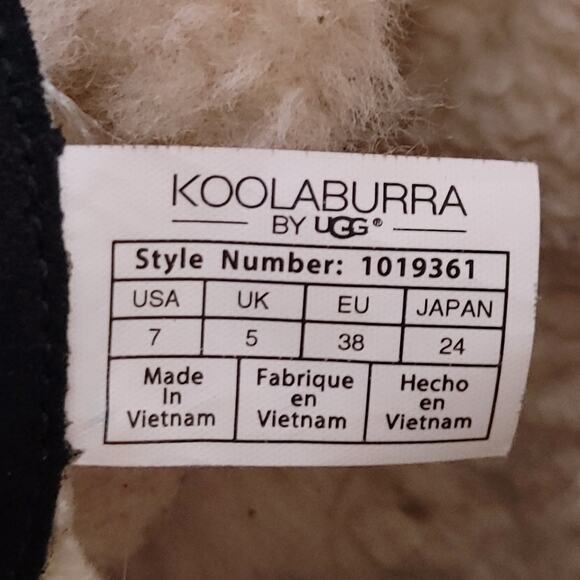 KOOLABURRA
BY UGG®
Style Number: 1019361
USA UK EU JAPAN
7 5 38 24
Made Fabrique Hecho
In en en
Vietnam Vietnam Vietnam